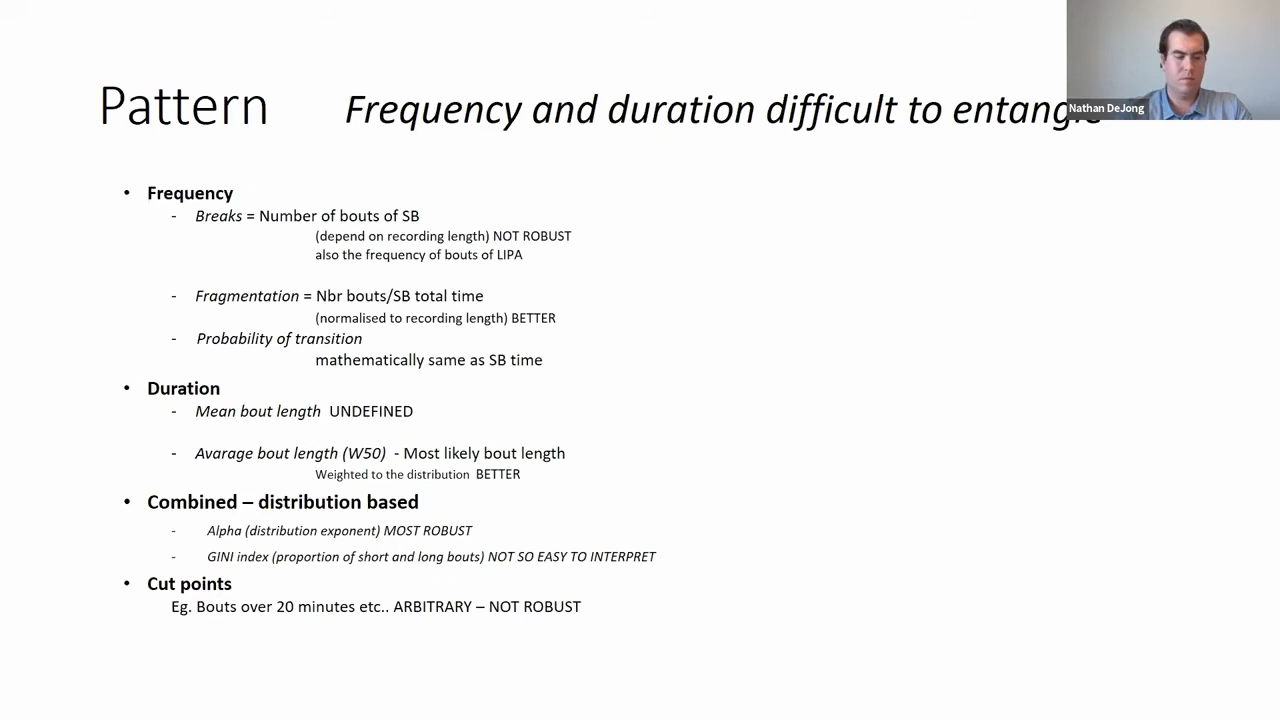 Pattern Frequency and duration difficult to entangle
Nathan DeJong
• Frequency
- Breaks = Number of bouts of SB
(depend on recording length) NOT ROBUST
also the frequency of bouts of LIPA
- Fragmentation = Nbr bouts/SB total time
(normalised to recording length) BETTER
- Probability of transition
mathematically same as SB time
• Duration
- Mean bout length UNDEFINED
- Avarage bout length (W50) - Most likely bout length
Weighted to the distribution BETTER
• Combined – distribution based
- Alpha (distribution exponent) MOST ROBUST
- GINI index (proportion of short and long bouts) NOT SO EASY TO INTERPRET
• Cut points
Eg. Bouts over 20 minutes etc.. ARBITRARY – NOT ROBUST